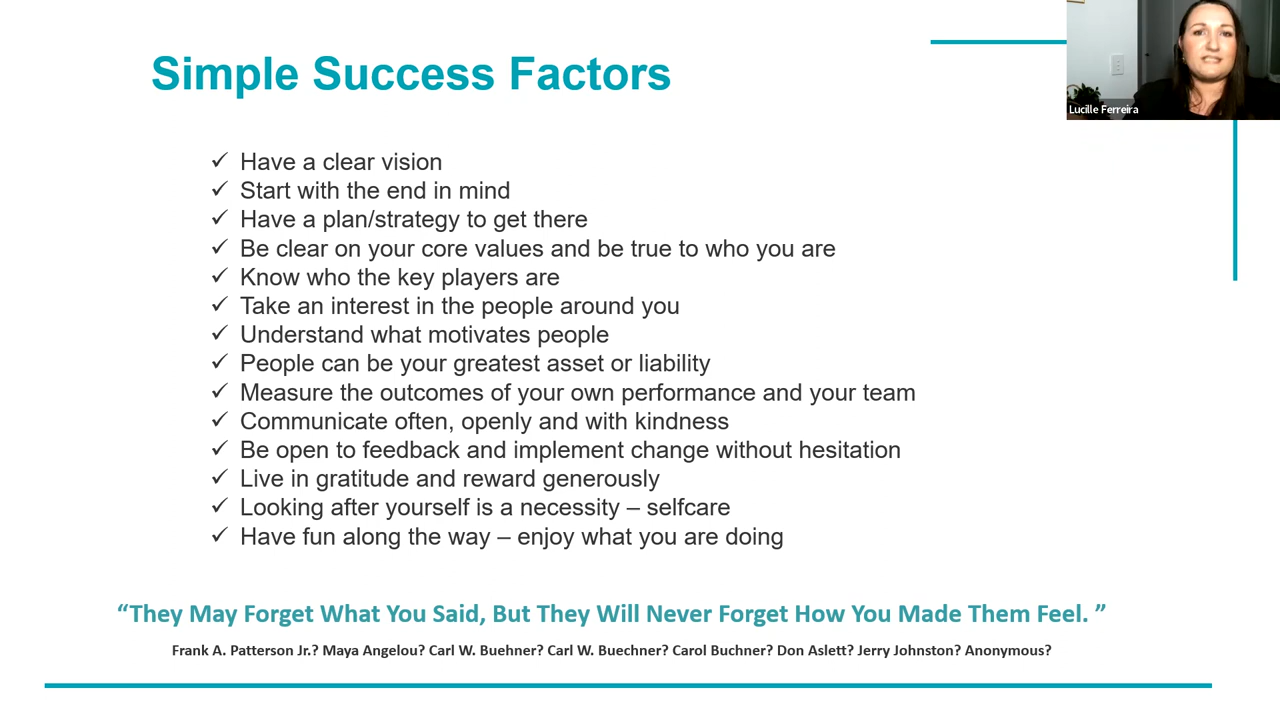 Simple Success Factors
Lucille Ferreira
✓ Have a clear vision
✓ Start with the end in mind
✓ Have a plan/strategy to get there
✓ Be clear on your core values and be true to who you are
✓ Know who the key players are
✓ Take an interest in the people around you
✓ Understand what motivates people
✓ People can be your greatest asset or liability
✓ Measure the outcomes of your own performance and your team
✓ Communicate often, openly and with kindness
✓ Be open to feedback and implement change without hesitation
✓ Live in gratitude and reward generously
✓ Looking after yourself is a necessity – selfcare
✓ Have fun along the way – enjoy what you are doing
“They May Forget What You Said, But They Will Never Forget How You Made Them Feel. ”
Frank A. Patterson Jr.? Maya Angelou? Carl W. Buehner? Carl W. Buechner? Carol Buchner? Don Aslett? Jerry Johnston? Anonymous?